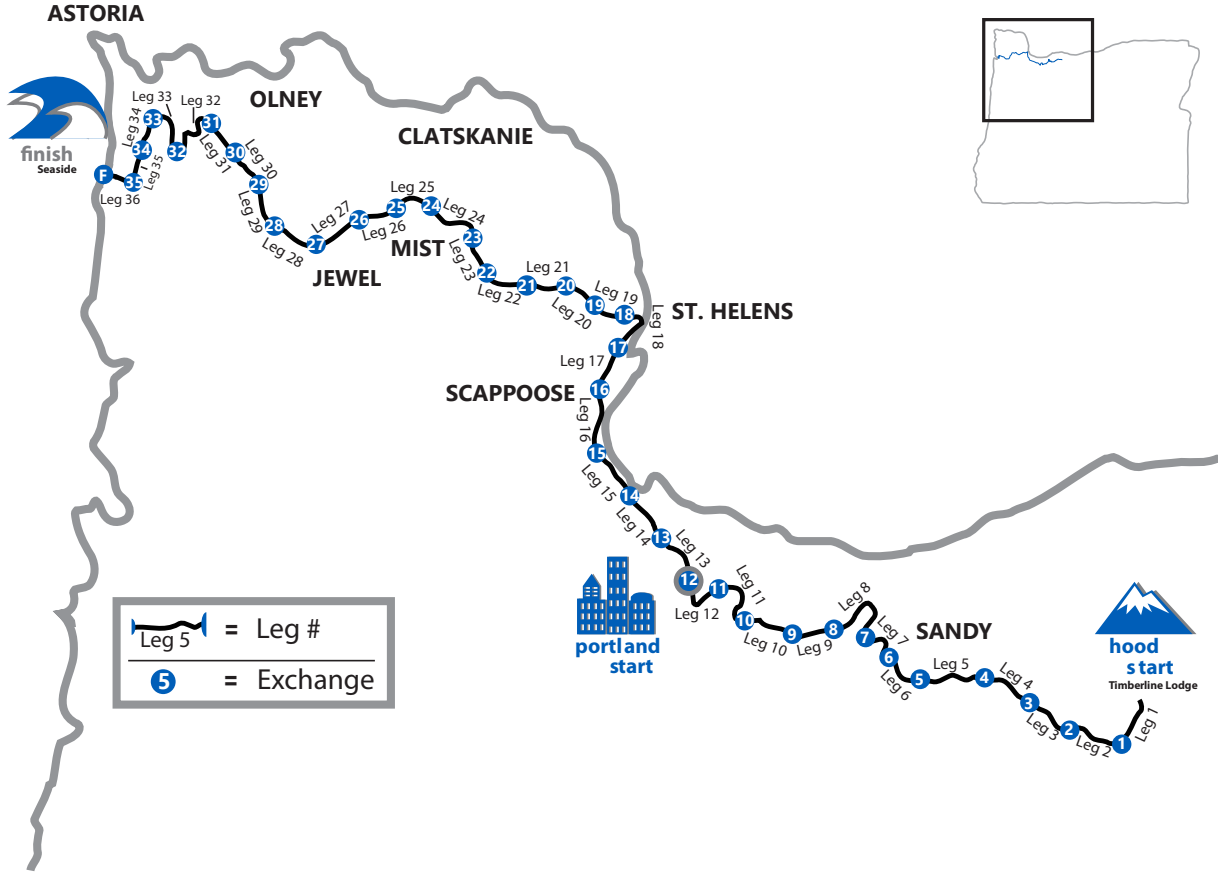 ASTORIA
Leg 33
Leg 32
OLNEY
CLATSKANIE
Leg 34
33
31
34
32
Leg 31
30
Leg 30
finish
Seaside
F
35
Leg 35
Leg 36
29
Leg 29
28
Leg 28
27
Leg 27
26
Leg 26
25
Leg 25
24
Leg 24
MIST
23
Leg 23
JEWEL
22
Leg 22
21
Leg 21
20
Leg 20
19
Leg 19
18
Leg 18
ST. HELENS
17
Leg 17
SCAPPOOSE
16
Leg 16
15
Leg 15
14
Leg 14
13
Leg 13
12
Leg 12
11
Leg 11
10
Leg 10
9
Leg 9
8
Leg 8
7
Leg 7
SANDY
6
Leg 6
5
Leg 5
4
Leg 4
3
Leg 3
2
Leg 2
1
Leg 1
portland
start
hood
start
Timberline Lodge
Leg 5 = Leg #
5 = Exchange